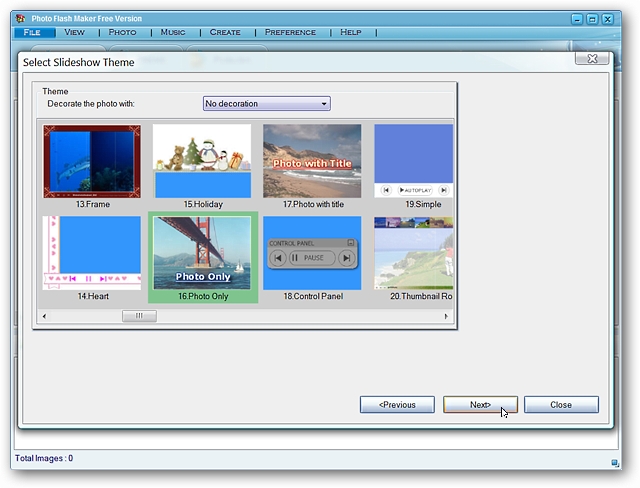 Photo Flash Maker Free Version
FILE | VIEW | PHOTO | MUSIC | CREATE | PREFERENCE | HELP |
Select Slideshow Theme
Theme
Decorate the photo with: No decoration
Photo with Title
AUTOPLAY
13.Frame 15.Holiday 17.Photo with title 19.Simple
Photo Only
CONTROL PANEL
PAUSE
14.Heart 16.Photo Only 18.Control Panel 20.Thumbnail Ro
<Previous Next> Close
Total Images : 0